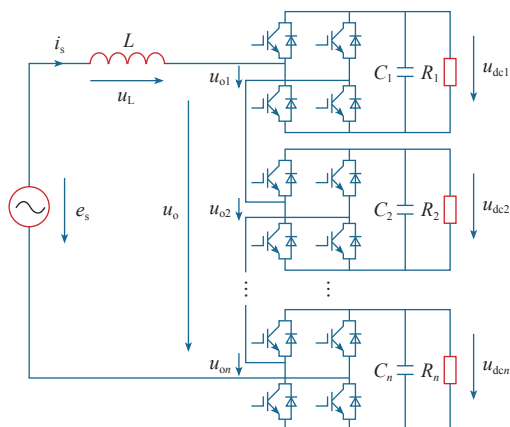 i_s
L
u_L
e_s
u_o
u_o1
C_1
R_1
u_dc1
u_o2
C_2
R_2
u_dc2
⋮
⋮
u_on
C_n
R_n
u_dcn